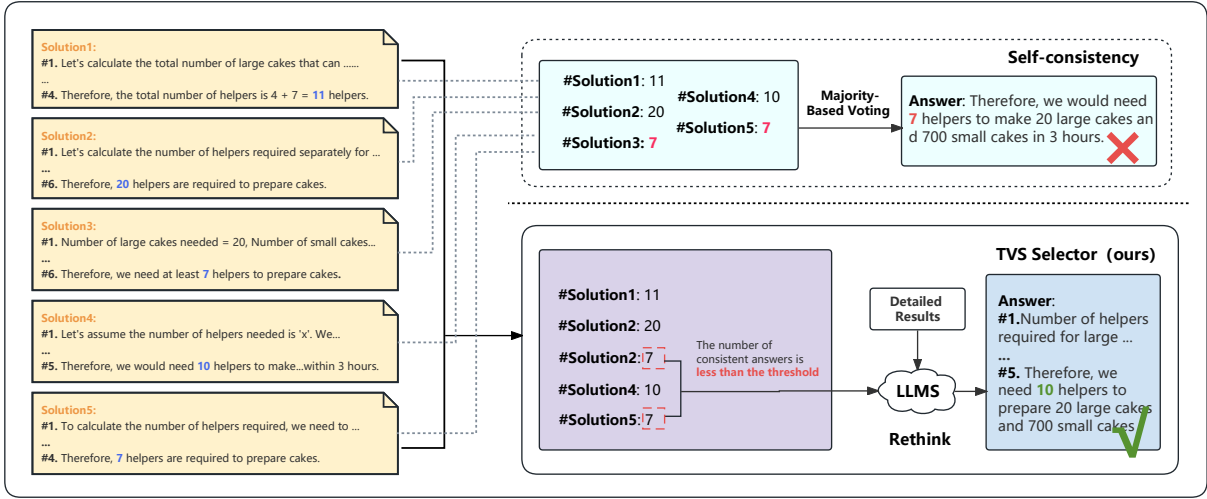 Solution1:
#1. Let's calculate the total number of large cakes that can ......
...
#4. Therefore, the total number of helpers is 4 + 7 = 11 helpers.
Solution2:
#1. Let's calculate the number of helpers required separately for ...
...
#6. Therefore, 20 helpers are required to prepare cakes.
Solution3:
#1. Number of large cakes needed = 20, Number of small cakes...
...
#6. Therefore, we need at least 7 helpers to prepare cakes.
Solution4:
#1. Let's assume the number of helpers needed is 'x'. We...
...
#5. Therefore, we would need 10 helpers to make...within 3 hours.
Solution5:
#1. To calculate the number of helpers required, we need to ...
...
#4. Therefore, 7 helpers are required to prepare cakes.
Self-consistency
#Solution1: 11
#Solution2: 20
#Solution3: 7
#Solution4: 10
#Solution5: 7
Majority-
Based Voting
Answer: Therefore, we would need
7 helpers to make 20 large cakes an
d 700 small cakes in 3 hours.
TVS Selector (ours)
#Solution1: 11
#Solution2: 20
#Solution2: 7
#Solution4: 10
#Solution5: 7
The number of
consistent answers is
less than the threshold
Detailed
Results
LLMS
Rethink
Answer:
#1.Number of helpers
required for large ...
...
#5. Therefore, we
need 10 helpers to
prepare 20 large cakes
and 700 small cakes.